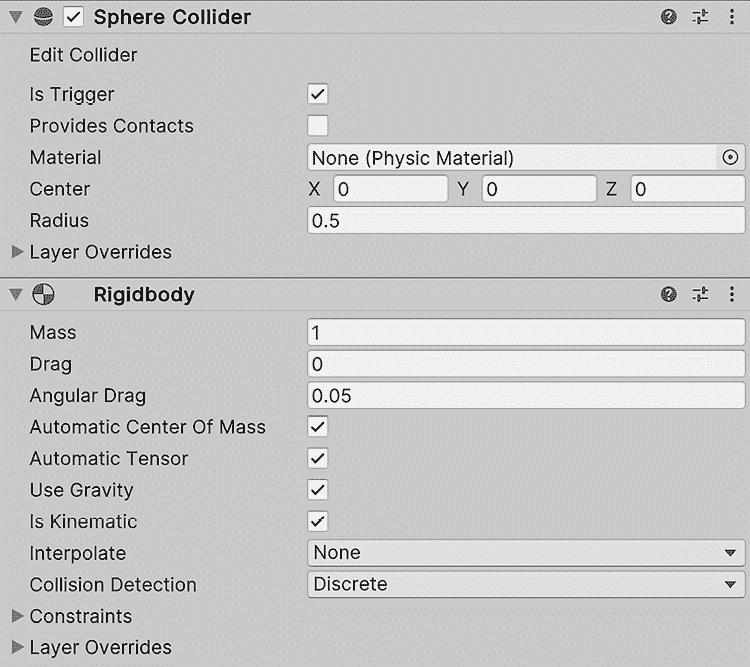 Sphere Collider
Edit Collider
Is Trigger
Provides Contacts
Material None (Physic Material)
Center X 0 Y 0 Z 0
Radius 0.5
Layer Overrides
Rigidbody
Mass 1
Drag 0
Angular Drag 0.05
Automatic Center Of Mass
Automatic Tensor
Use Gravity
Is Kinematic
Interpolate None
Collision Detection Discrete
Constraints
Layer Overrides